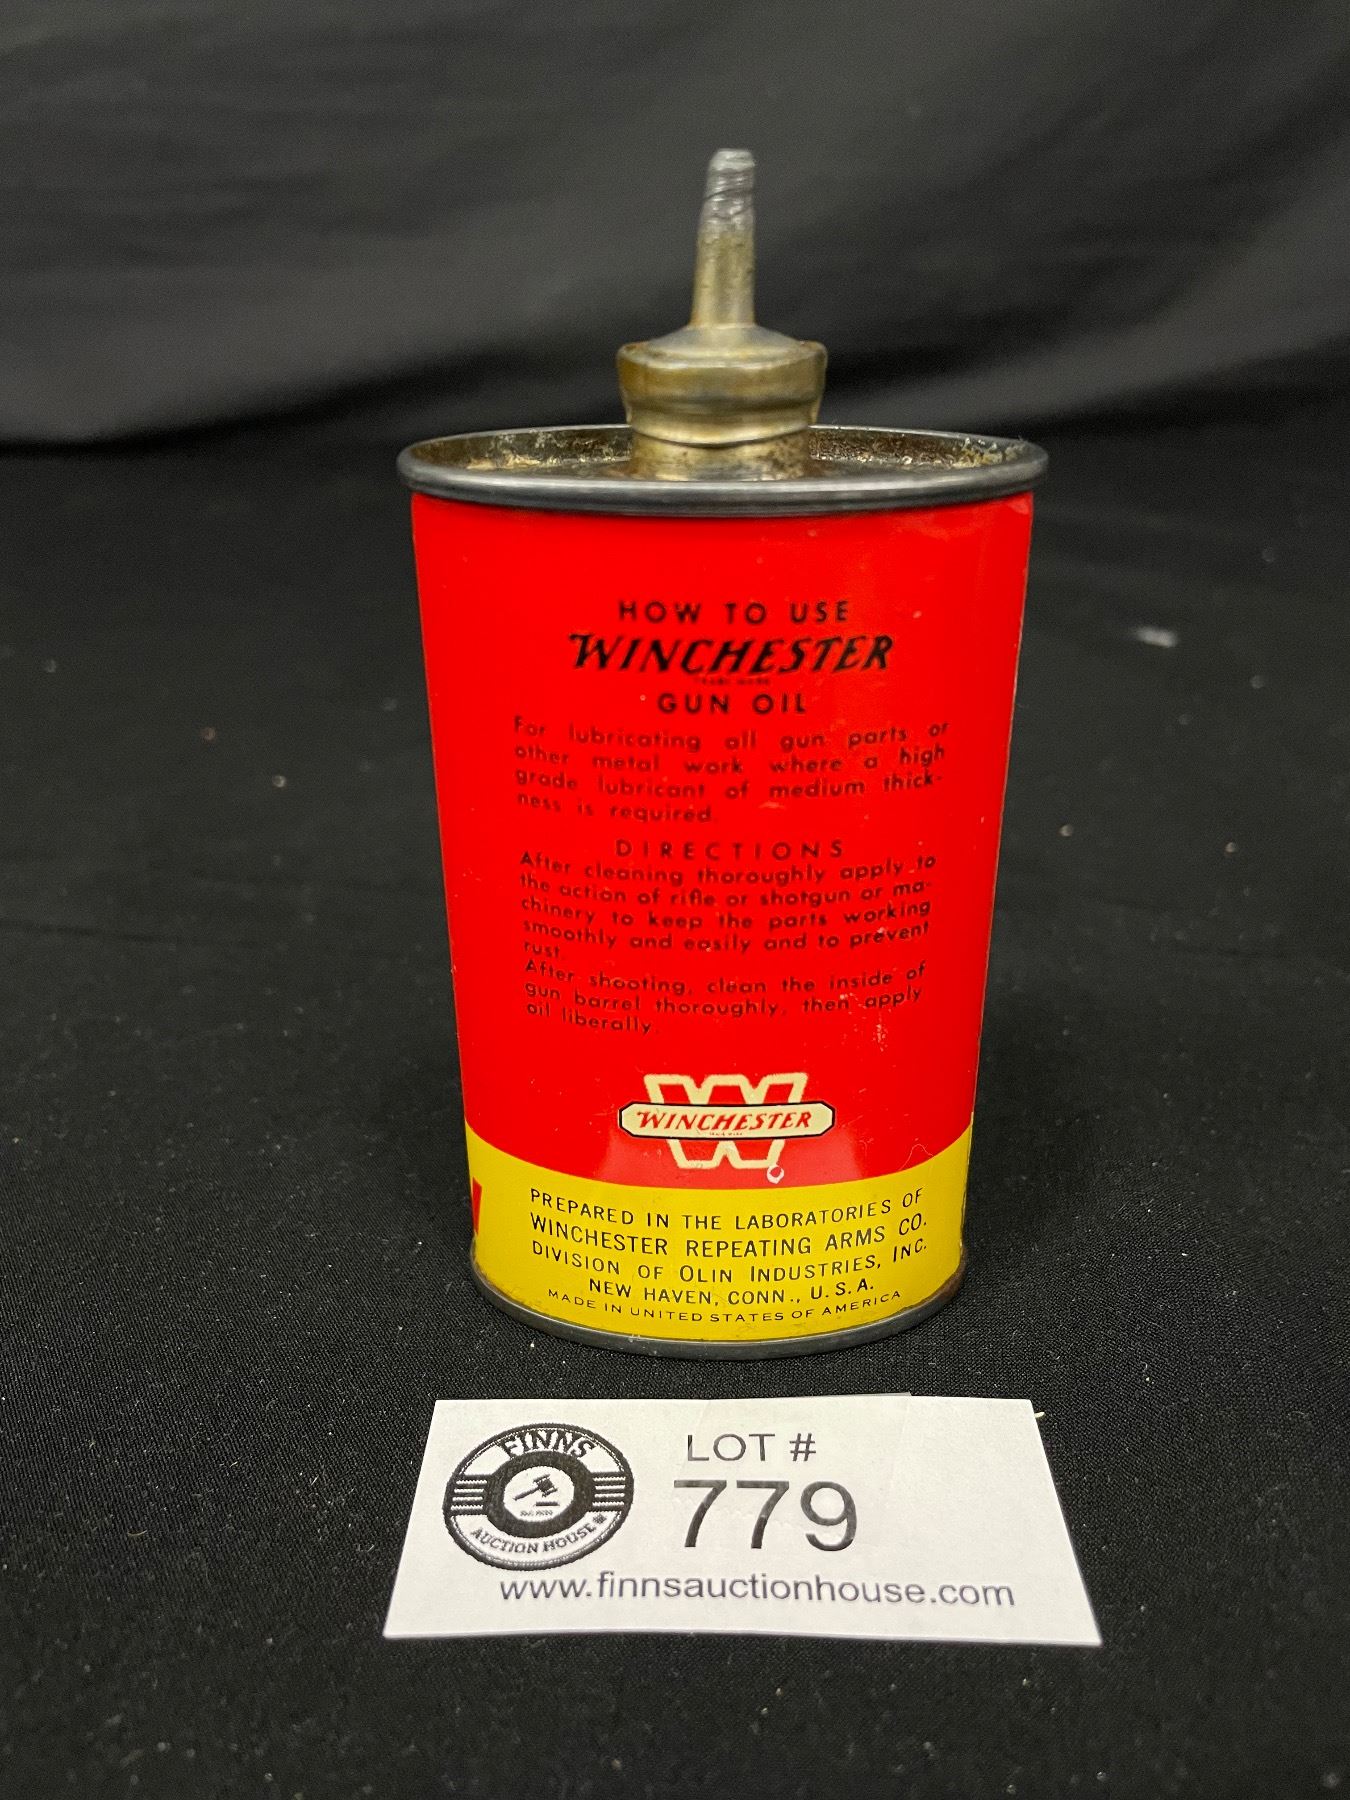 HOW TO USE
WINCHESTER
TRADE MARK
GUN OIL
For lubricating all gun parts or
other metal work where a high
grade lubricant of medium thick-
ness is required.
DIRECTIONS
After cleaning thoroughly apply to
the action of rifle or shotgun or ma-
chinery to keep the parts working
smoothly and easily and to prevent
rust.
After shooting, clean the inside of
gun barrel thoroughly, then apply
oil liberally.
W
WINCHESTER
TRADE MARK
PREPARED IN THE LABORATORIES OF
WINCHESTER REPEATING ARMS CO.
DIVISION OF OLIN INDUSTRIES, INC.
NEW HAVEN, CONN., U.S.A.
MADE IN UNITED STATES OF AMERICA
FINNS
AUCTION HOUSE
LOT #
779
www.finnsauctionhouse.com